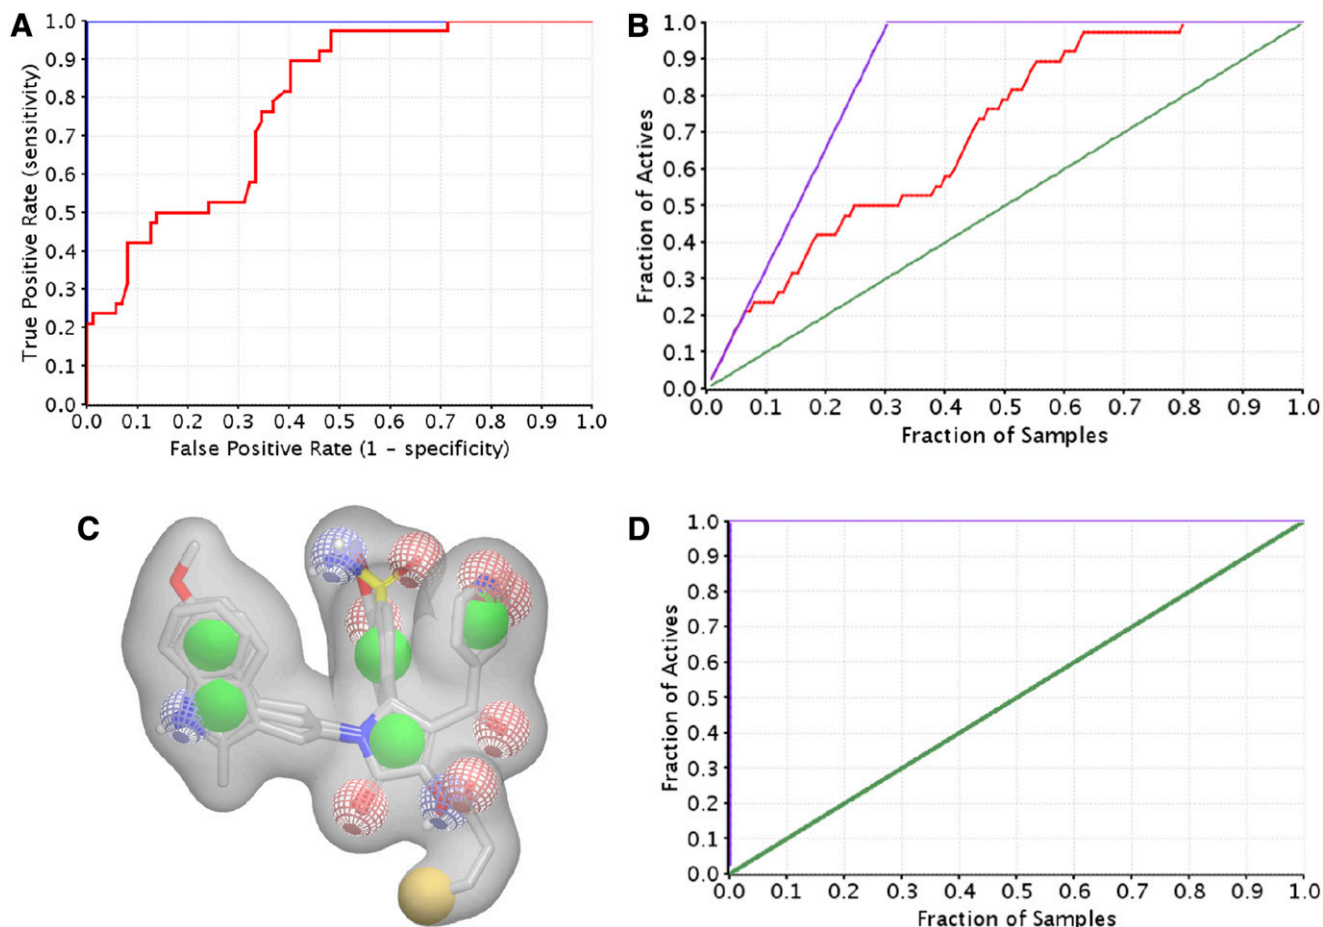 A
1.0
0.9
0.8
0.7
0.6
0.5
0.4
0.3
0.2
0.1
0.0
True Positive Rate (sensitivity)
0.0 0.1 0.2 0.3 0.4 0.5 0.6 0.7 0.8 0.9 1.0
False Positive Rate (1 – specificity)
B
1.0
0.9
0.8
0.7
0.6
0.5
0.4
0.3
0.2
0.1
0.0
Fraction of Actives
0.0 0.1 0.2 0.3 0.4 0.5 0.6 0.7 0.8 0.9 1.0
Fraction of Samples
C
D
1.0
0.9
0.8
0.7
0.6
0.5
0.4
0.3
0.2
0.1
0.0
Fraction of Actives
0.0 0.1 0.2 0.3 0.4 0.5 0.6 0.7 0.8 0.9 1.0
Fraction of Samples